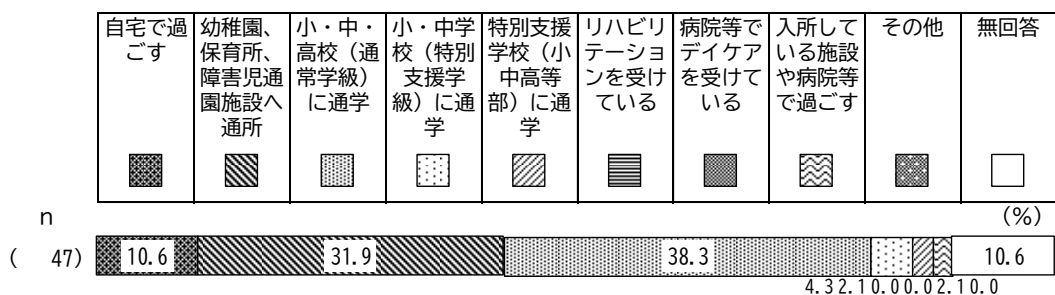 自宅で過
ごす
幼稚園、
保育所、
障害児通
園施設へ
通所
小・中・
高校（通
常学級）
に通学
小・中学
校（特別
支援学
級）に通
学
特別支援
学校（小
中高等
部）に通
学
リハビリ
テーショ
ンを受け
ている
病院等で
デイケア
を受けて
いる
入所して
いる施設
や病院等
で過ごす
その他
無回答
n
(%)
( 47) 10.6 31.9 38.3 10.6
4.3 2.1 0.0 0.0 2.1 0.0